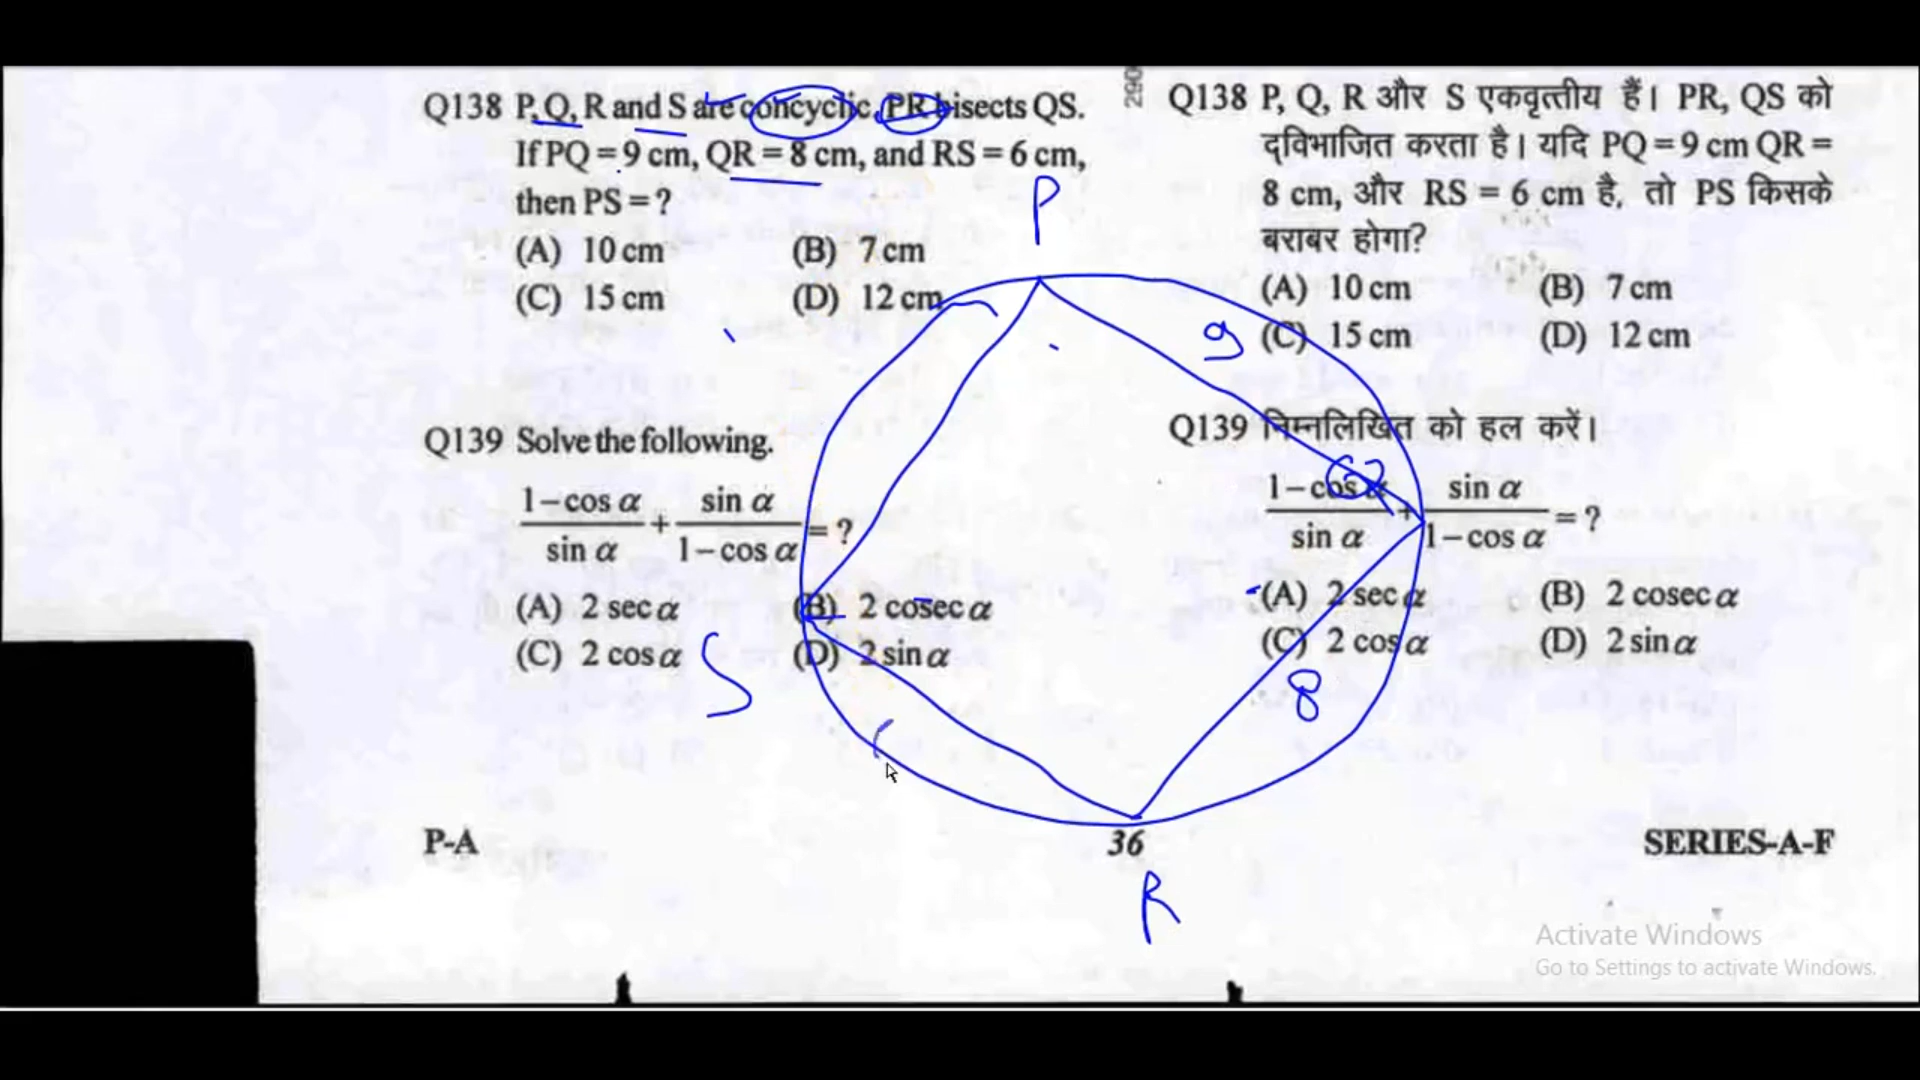 Q138 P, Q, R and S are concyclic. PR bisects QS.
If PQ = 9 cm, QR = 8 cm, and RS = 6 cm,
then PS = ?
(A) 10 cm (B) 7 cm
(C) 15 cm (D) 12 cm
Q139 Solve the following.
1 – cos α / sin α + sin α / 1 – cos α = ?
(A) 2 sec α (B) 2 cosec α
(C) 2 cos α (D) 2 sin α
290
Q138 P, Q, R और S एकवृत्तीय हैं। PR, QS को
द्विभाजित करता है। यदि PQ = 9 cm QR =
8 cm, और RS = 6 cm है, तो PS किसके
बराबर होगा?
(A) 10 cm (B) 7 cm
(C) 15 cm (D) 12 cm
Q139 निम्नलिखित को हल करें।
1 – cos α / sin α + sin α / 1 – cos α = ?
(A) 2 sec α (B) 2 cosec α
(C) 2 cos α (D) 2 sin α
P
9
S
8
R
P-A
36
SERIES-A-F
Activate Windows
Go to Settings to activate Windows.